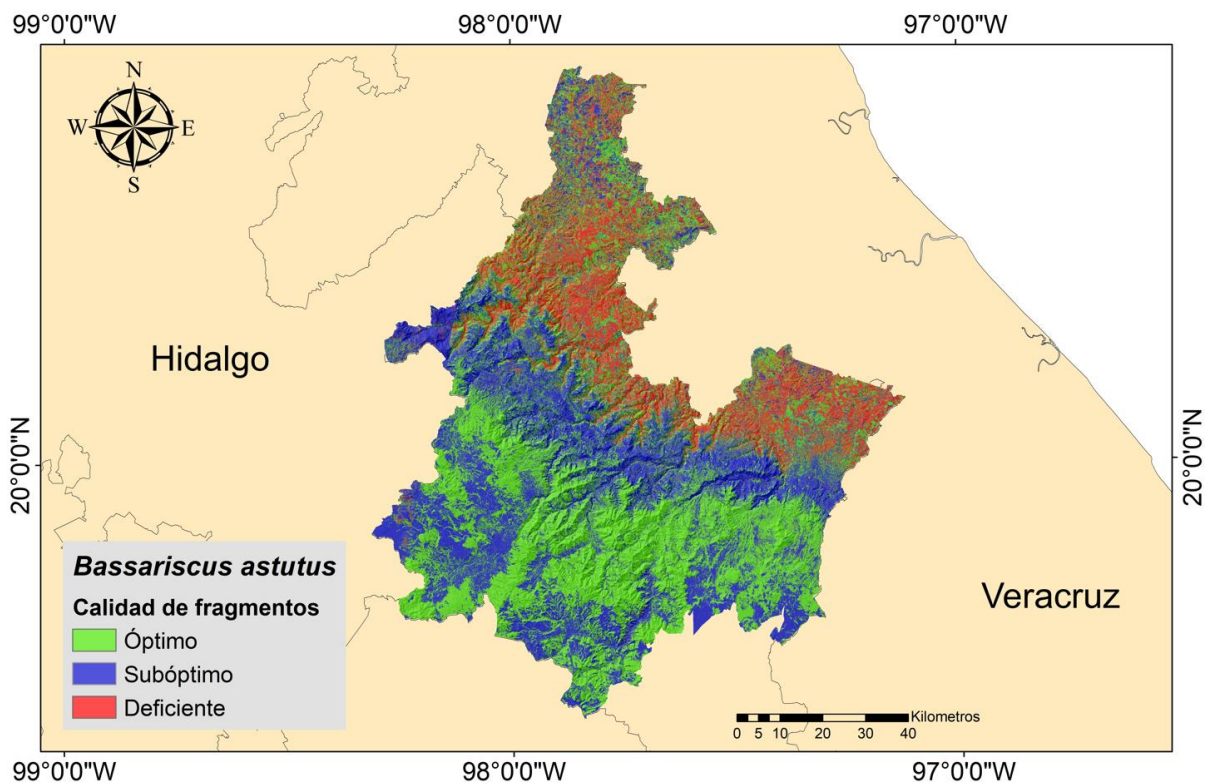 99°0'0"W 98°0'0"W 97°0'0"W
N
W E
S
Hidalgo
20°0'0"N 20°0'0"N
Bassariscus astutus
Calidad de fragmentos
Óptimo
Subóptimo
Deficiente
Veracruz
Kilometros
0 5 10 20 30 40
99°0'0"W 98°0'0"W 97°0'0"W